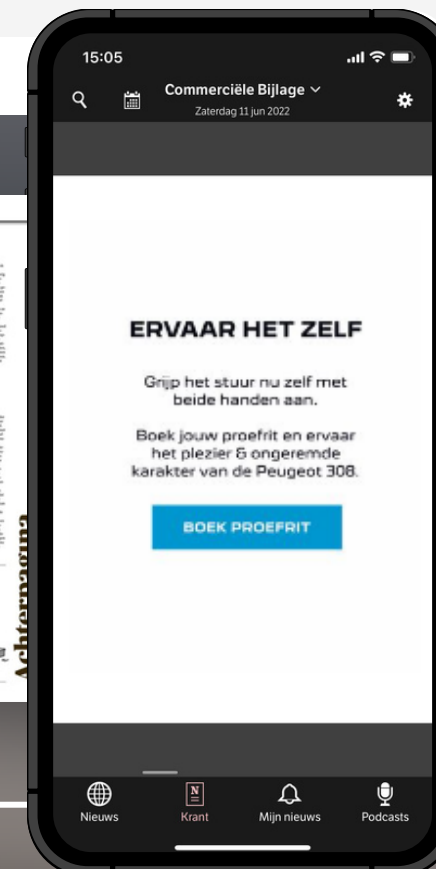 15:05
Commerciële Bijlage
Zaterdag 11 jun 2022
ERVAAR HET ZELF
Grijp het stuur nu zelf met
beide handen aan.
Boek jouw proefrit en ervaar
het plezier & ongeremde
karakter van de Peugeot 308.
BOEK PROEFRIT
N
Nieuws
Krant
Mijn nieuws
Podcasts
Achterpagina